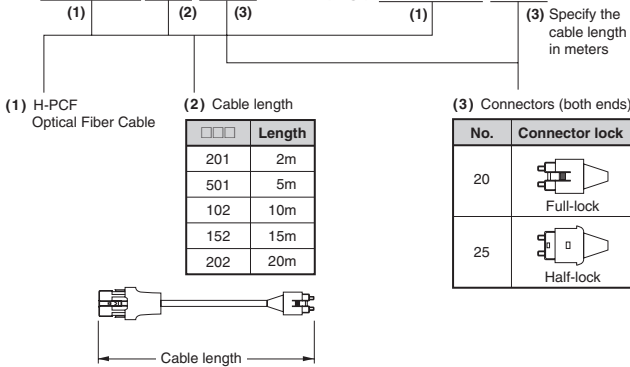 (1) (2) (3) (1) (3) Specify the
cable length
in meters
(1) H-PCF
Optical Fiber Cable
(2) Cable length
□□□ Length
201 2m
501 5m
102 10m
152 15m
202 20m
(3) Connectors (both ends)
No. Connector lock
20
Full-lock
25
Half-lock
Cable length